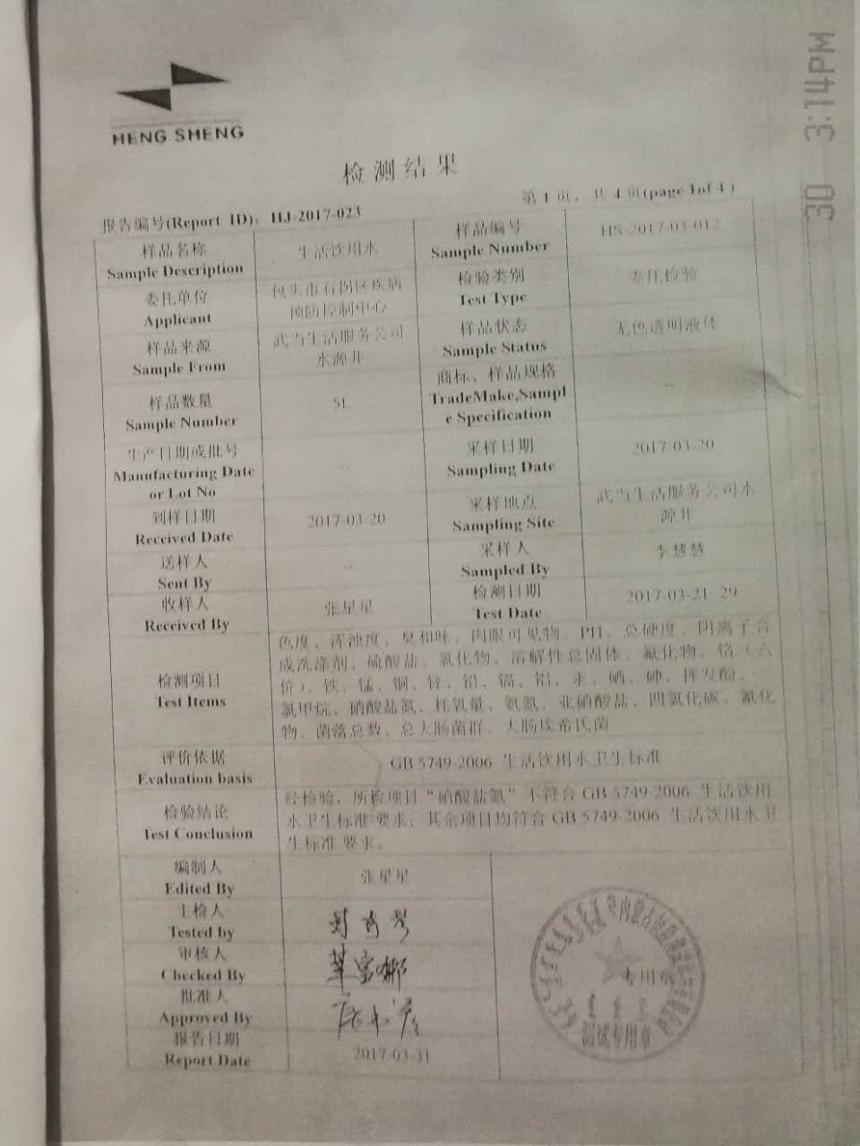 30 3:14PM
HENG SHENG
检测结果
第 1 页，共 4 页(page 1of 4)
报告编号(Report ID): HJ-2017-023
样品名称
Sample Description
生活饮用水
样品编号
Sample Number
HS-2017-03-012
委托单位
Applicant
包头市石拐区疾病
预防控制中心
检验类别
Test Type
委托检验
样品来源
Sample From
武当生活服务公司
水源井
样品状态
Sample Status
无色透明液体
样品数量
Sample Number
5L
商标、样品规格
TradeMake,Sampl
e Specification
--
生产日期或批号
Manufacturing Date
or Lot No
--
采样日期
Sampling Date
2017-03-20
到样日期
Received Date
2017-03-20
采样地点
Sampling Site
武当生活服务公司水
源井
送样人
Sent By
--
采样人
Sampled By
李慧慧
收样人
Received By
张星星
检测日期
Test Date
2017-03-21-29
检测项目
Test Items
色度、浑浊度、臭和味、肉眼可见物、PH、总硬度、阴离子合
成洗涤剂、硫酸盐、氯化物、溶解性总固体、氟化物、铬（六
价）、铁、锰、铜、锌、铅、镉、铝、汞、硒、砷、挥发酚、三
氯甲烷、硝酸盐氮、耗氧量、氨氮、亚硝酸盐、四氯化碳、氰化
物、菌落总数、总大肠菌群、大肠埃希氏菌
评价依据
Evaluation basis
GB 5749-2006 生活饮用水卫生标准
检验结论
Test Conclusion
经检验，所检项目“硝酸盐氮”不符合 GB 5749-2006 生活饮用
水卫生标准 要求；其余项目均符合 GB 5749-2006 生活饮用水卫
生标准 要求。
编制人
Edited By
张星星
主检人
Tested by
审核人
Checked By
批准人
Approved By
报告日期
Report Date
2017-03-31
专用章
测试专用章